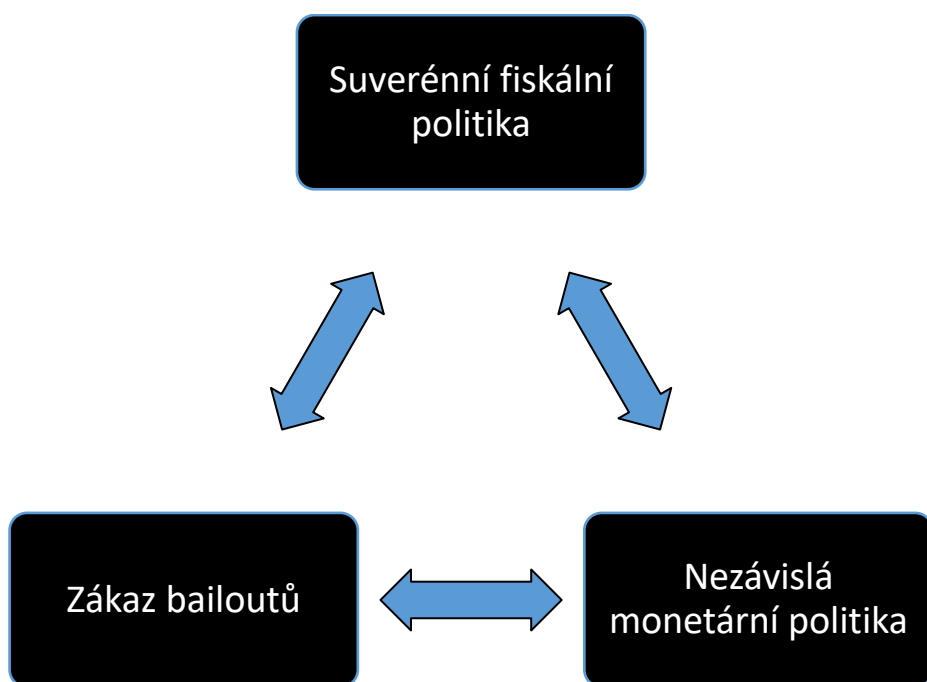 Suverénní fiskální
politika
Zákaz bailoutů
Nezávislá
monetární politika